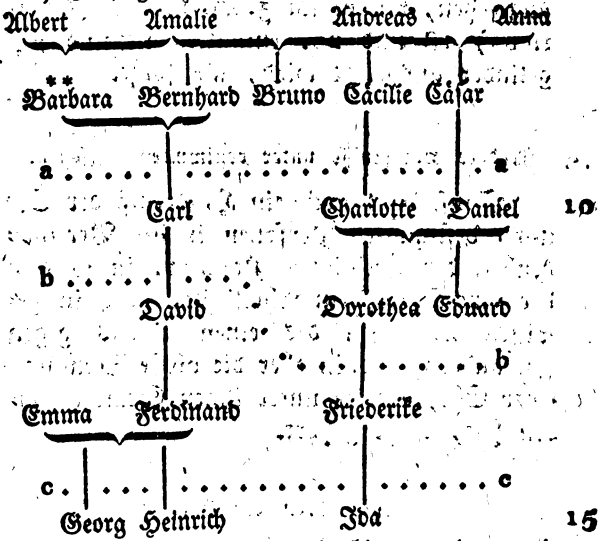 Albert Amalie Andreas Anna
**
Barbara Bernhard Bruno Cäcilie Cäsar
a a
Carl Charlotte Daniel 10
b
David Dorothea Eduard
b
Emma Ferdinand Friederike
c c
Georg Heinrich Ida 15